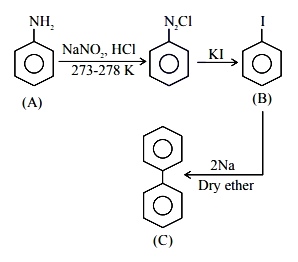 NH₂
N₂Cl
I
NaNO₂, HCl
273-278 K
KI
(A)
(B)
2Na
Dry ether
(C)